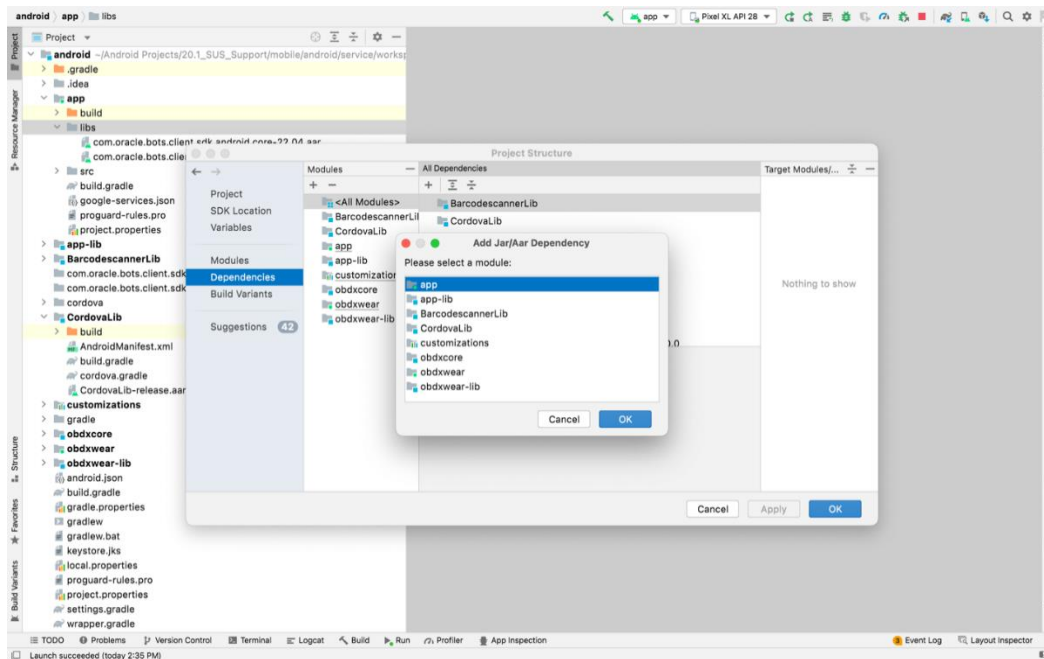 android app libs
app Pixel XL API 28
Project
android ~/Android Projects/20.1_SUS_Support/mobile/android/service/works
.gradle
.idea
app
build
libs
com.oracle.bots.client.sdk.android.core-22.04.aar
com.oracle.bots.clie
src
build.gradle
google-services.json
proguard-rules.pro
project.properties
app-lib
BarcodescannerLib
com.oracle.bots.client.sdk
com.oracle.bots.client.sdk
cordova
CordovaLib
build
AndroidManifest.xml
build.gradle
cordova.gradle
CordovaLib-release.aar
customizations
gradle
obdxcore
obdxwear
obdxwear-lib
android.json
build.gradle
gradle.properties
gradlew
gradlew.bat
keystore.jks
local.properties
proguard-rules.pro
project.properties
settings.gradle
wrapper.gradle
Project
Resource Manager
Structure
Favorites
Build Variants
Project Structure
Project
SDK Location
Variables
Modules
Dependencies
Build Variants
Suggestions 42
Modules
<All Modules>
BarcodescannerLi
CordovaLib
app
app-lib
customization
obdxcore
obdxwear
obdxwear-lib
All Dependencies
BarcodescannerLib
CordovaLib
0.0
Target Modules/...
Nothing to show
Add Jar/Aar Dependency
Please select a module:
app
app-lib
BarcodescannerLib
CordovaLib
customizations
obdxcore
obdxwear
obdxwear-lib
Cancel OK
Cancel Apply OK
TODO Problems Version Control Terminal Logcat Build Run Profiler App Inspection 3 Event Log Layout Inspector
Launch succeeded (today 2:35 PM)